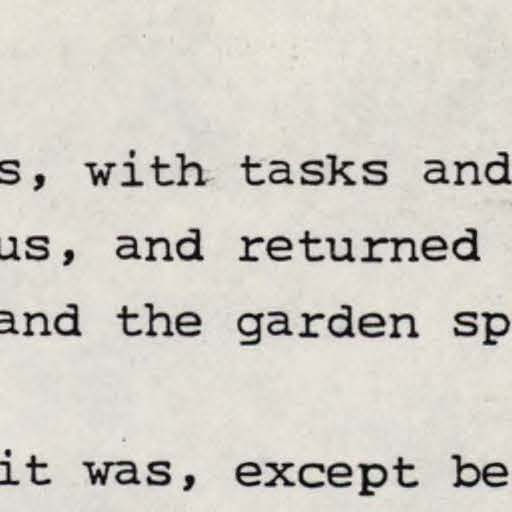 s, with tasks and
us, and returned
and the garden sp
it was, except be